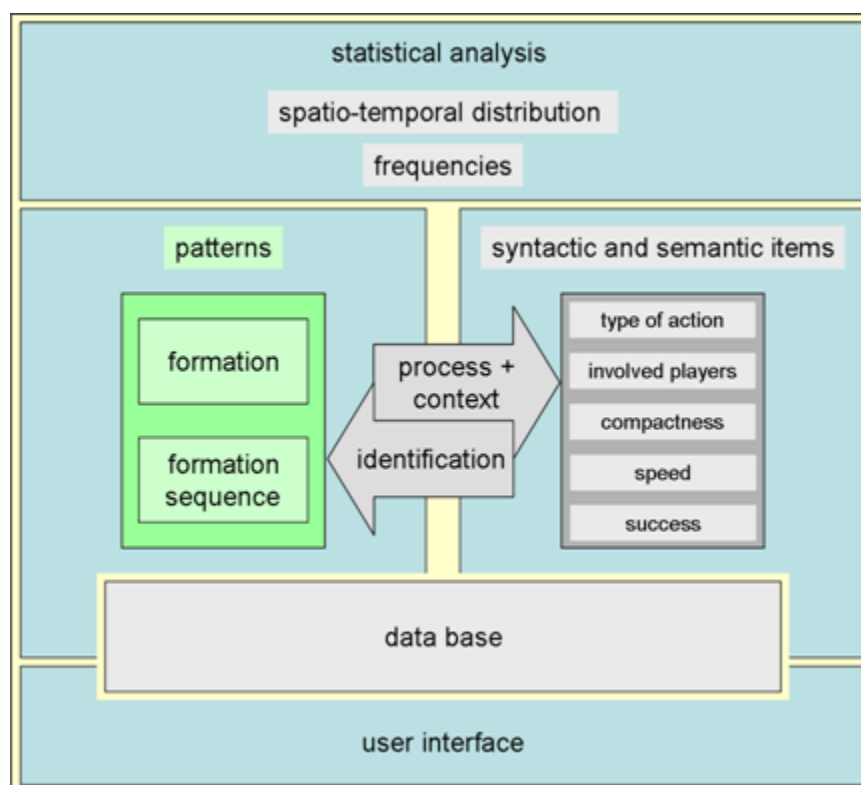 statistical analysis
spatio-temporal distribution
frequencies
patterns
formation
formation
sequence
process +
context
identification
syntactic and semantic items
type of action
involved players
compactness
speed
success
data base
user interface